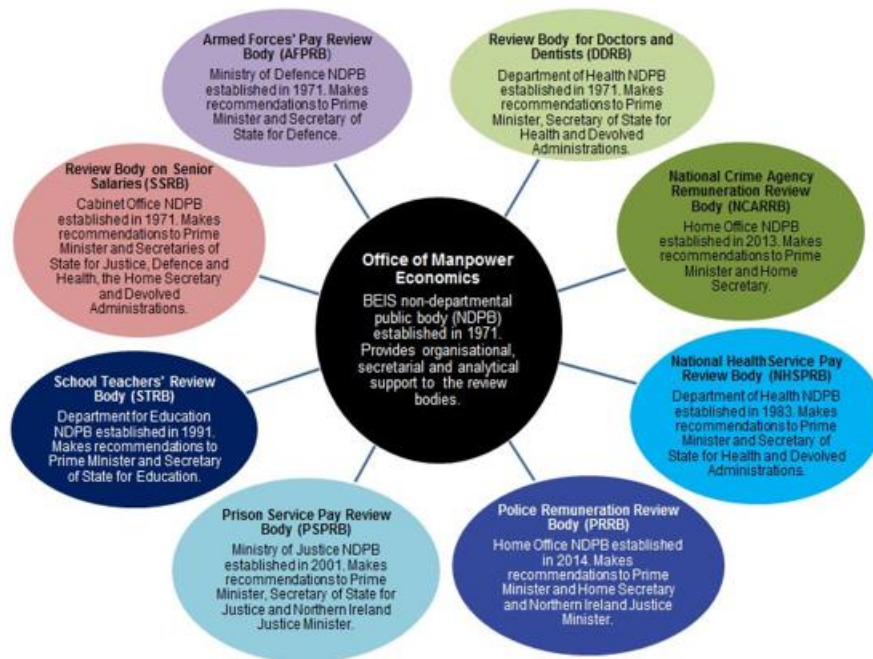 Armed Forces' Pay Review
Body (AFPRB)
Ministry of Defence NDPB
established in 1971. Makes
recommendations to Prime
Minister and Secretary
of State for Defence.
Review Body for Doctors and
Dentists (DDRB)
Department of Health NDPB
established in 1971. Makes
recommendations to Prime
Minister, Secretary of State for
Health and Devolved
Administrations.
Review Body on Senior
Salaries (SSRB)
Cabinet Office NDPB
established in 1971. Makes
recommendations to Prime
Minister and Secretaries of
State for Justice, Defence and
Health, the Home Secretary
and Devolved
Administrations.
National Crime Agency
Remuneration Review
Body (NCARRB)
Home Office NDPB
established in 2013. Makes
recommendations to Prime
Minister and Home
Secretary.
Office of Manpower
Economics
BEIS non-departmental
public body (NDPB)
established in 1971.
Provides organisational,
secretarial and analytical
support to the review
bodies.
School Teachers' Review
Body (STRB)
Department for Education
NDPB established in 1991.
Makes recommendations to
Prime Minister and Secretary
of State for Education.
National Health Service Pay
Review Body (NHSPRB)
Department of Health NDPB
established in 1983. Makes
recommendations to Prime
Minister and Secretary of
State for Health and Devolved
Administrations.
Prison Service Pay Review
Body (PSPRB)
Ministry of Justice NDPB
established in 2001. Makes
recommendations to Prime
Minister, Secretary of State for
Justice and Northern Ireland
Justice Minister.
Police Remuneration Review
Body (PRRB)
Home Office NDPB established
in 2014. Makes
recommendations to Prime
Minister and Home Secretary
and Northern Ireland Justice
Minister.